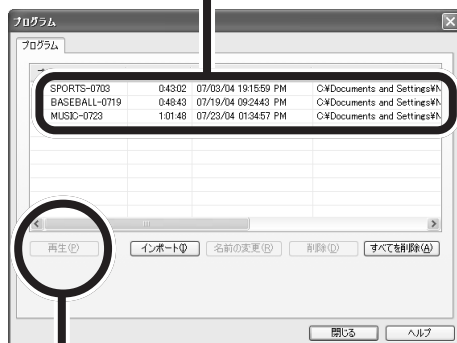 プログラム
プログラム
SPORTS-0703 0:43:02 07/03/04 19:15:59 PM C:¥Documents and Settings¥N
BASEBALL-0719 0:48:43 07/19/04 09:24:43 PM C:¥Documents and Settings¥N
MUSIC-0723 1:01:48 07/23/04 01:34:57 PM C:¥Documents and Settings¥N
再生(P) インポート(I) 名前の変更(R) 削除(D) すべてを削除(A)
閉じる ヘルプ